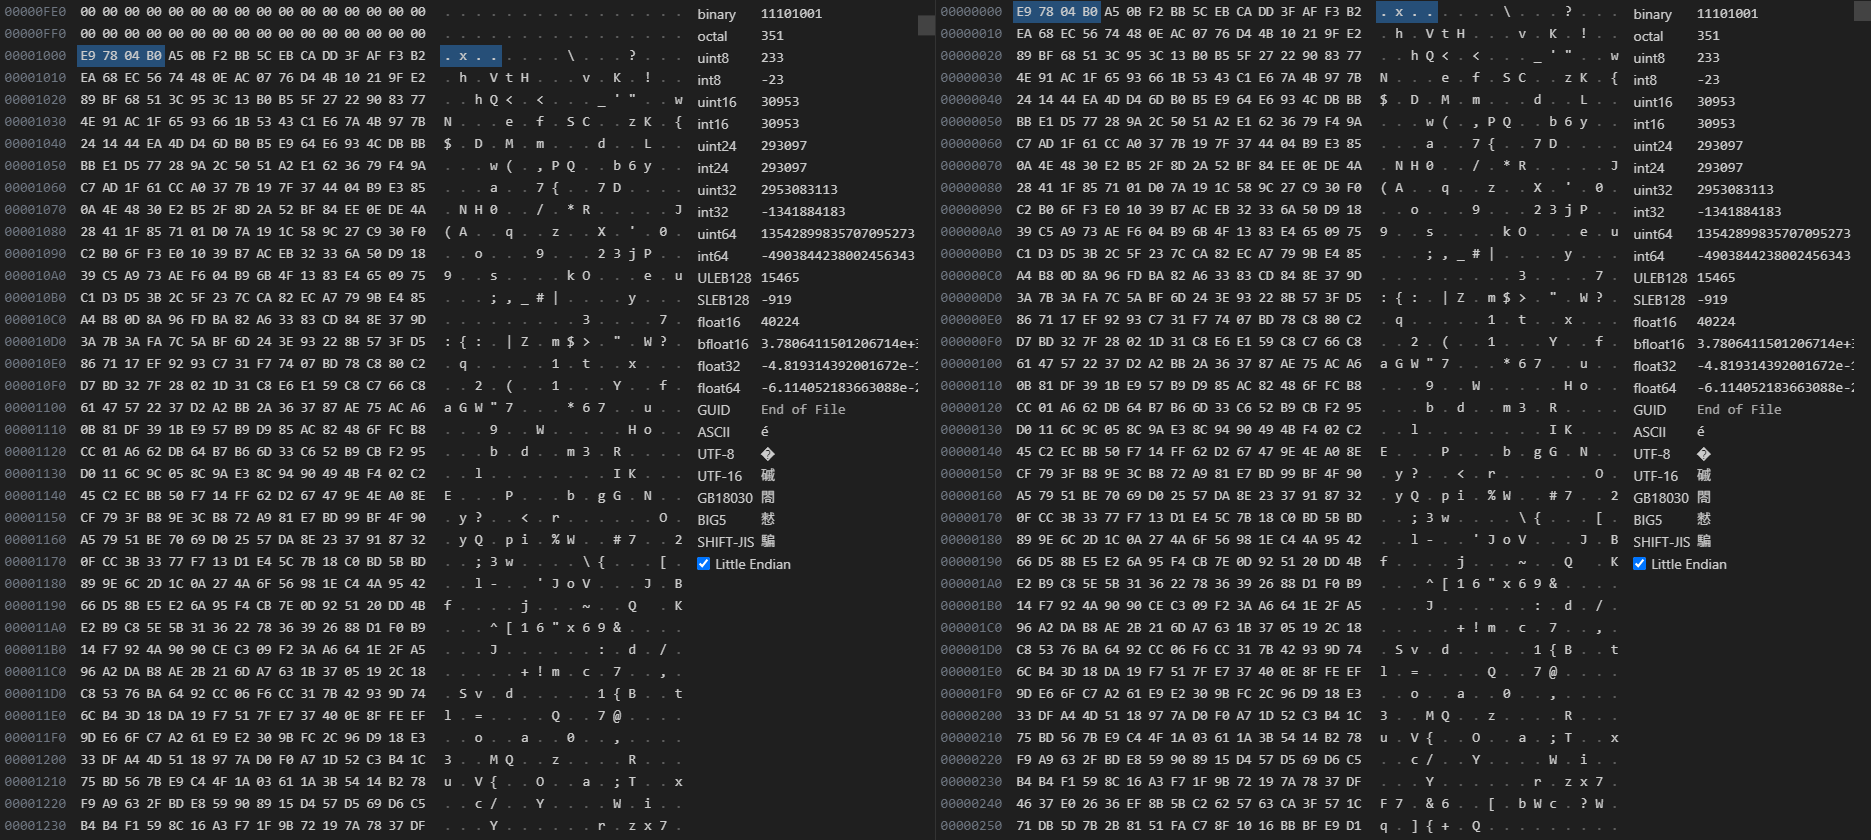 00000FE0 00 00 00 00 00 00 00 00 00 00 00 00 00 00 00 00 . . . . . . . . . . . . . . . .
00000FF0 00 00 00 00 00 00 00 00 00 00 00 00 00 00 00 00 . . . . . . . . . . . . . . . .
00001000 E9 78 04 B0 A5 0B F2 BB 5C EB CA DD 3F AF F3 B2 . x . . . . . . \ . . . ? . . .
00001010 EA 68 EC 56 74 48 0E AC 07 76 D4 4B 10 21 9F E2 . h . V t H . . . v . K . ! . .
00001020 89 BF 68 51 3C 95 3C 13 B0 B5 5F 27 22 90 83 77 . . h Q < . < . . . _ ' " . . w
00001030 4E 91 AC 1F 65 93 66 1B 53 43 C1 E6 7A 4B 97 7B N . . . e . f . S C . . z K . {
00001040 24 14 44 EA 4D D4 6D B0 B5 E9 64 E6 93 4C DB BB $ . D . M . m . . . d . . L . .
00001050 BB E1 D5 77 28 9A 2C 50 51 A2 E1 62 36 79 F4 9A . . . w ( . , P Q . . b 6 y . .
00001060 C7 AD 1F 61 CC A0 37 7B 19 7F 37 44 04 B9 E3 85 . . . a . . 7 { . . 7 D . . . .
00001070 0A 4E 48 30 E2 B5 2F 8D 2A 52 BF 84 EE 0E DE 4A . N H 0 . . / . * R . . . . . J
00001080 28 41 1F 85 71 01 D0 7A 19 1C 58 9C 27 C9 30 F0 ( A . . q . . z . . X . ' . 0 .
00001090 C2 B0 6F F3 E0 10 39 B7 AC EB 32 33 6A 50 D9 18 . . o . . . 9 . . . 2 3 j P . .
000010A0 39 C5 A9 73 AE F6 04 B9 6B 4F 13 83 E4 65 09 75 9 . . s . . . . k O . . . e . u
000010B0 C1 D3 D5 3B 2C 5F 23 7C CA 82 EC A7 79 9B E4 85 . . . ; , _ # | . . . . y . . .
000010C0 A4 B8 0D 8A 96 FD BA 82 A6 33 83 CD 84 8E 37 9D . . . . . . . . . 3 . . . . 7 .
000010D0 3A 7B 3A FA 7C 5A BF 6D 24 3E 93 22 8B 57 3F D5 : { : . | Z . m $ > . " . W ? .
000010E0 86 71 17 EF 92 93 C7 31 F7 74 07 BD 78 C8 80 C2 . q . . . . . 1 . t . . x . . .
000010F0 D7 BD 32 7F 28 02 1D 31 C8 E6 E1 59 C8 C7 66 C8 . . 2 . ( . . 1 . . . Y . . f .
00001100 61 47 57 22 37 D2 A2 BB 2A 36 37 87 AE 75 AC A6 a G W " 7 . . . * 6 7 . . u . .
00001110 0B 81 DF 39 1B E9 57 B9 D9 85 AC 82 48 6F FC B8 . . . 9 . . W . . . . . H o . .
00001120 CC 01 A6 62 DB 64 B7 B6 6D 33 C6 52 B9 CB F2 95 . . . b . d . . m 3 . R . . . .
00001130 D0 11 6C 9C 05 8C 9A E3 8C 94 90 49 4B F4 02 C2 . . l . . . . . . . . I K . . .
00001140 45 C2 EC BB 50 F7 14 FF 62 D2 67 47 9E 4E A0 8E E . . . P . . . b . g G . N . .
00001150 CF 79 3F B8 9E 3C B8 72 A9 81 E7 BD 99 BF 4F 90 . y ? . . < . r . . . . . . O .
00001160 A5 79 51 BE 70 69 D0 25 57 DA 8E 23 37 91 87 32 . y Q . p i . % W . . # 7 . . 2
00001170 0F CC 3B 33 77 F7 13 D1 E4 5C 7B 18 C0 BD 5B BD . . ; 3 w . . . . \ { . . . [ .
00001180 89 9E 6C 2D 1C 0A 27 4A 6F 56 98 1E C4 4A 95 42 . . l - . . ' J o V . . . J . B
00001190 66 D5 8B E5 E2 6A 95 F4 CB 7E 0D 92 51 20 DD 4B f . . . . j . . . ~ . . Q . K
000011A0 E2 B9 C8 5E 5B 31 36 22 78 36 39 26 88 D1 F0 B9 . . . ^ [ 1 6 " x 6 9 & . . . .
000011B0 14 F7 92 4A 90 90 CE C3 09 F2 3A A6 64 1E 2F A5 . . . J . . . . . . : . d . / .
000011C0 96 A2 DA B8 AE 2B 21 6D A7 63 1B 37 05 19 2C 18 . . . . . + ! m . c . 7 . . , .
000011D0 C8 53 76 BA 64 92 CC 06 F6 CC 31 7B 42 93 9D 74 . S v . d . . . . . 1 { B . . t
000011E0 6C B4 3D 18 DA 19 F7 51 7F E7 37 40 0E 8F FE EF l . = . . . . Q . . 7 @ . . . .
000011F0 9D E6 6F C7 A2 61 E9 E2 30 9B FC 2C 96 D9 18 E3 . . o . . a . . 0 . . , . . . .
00001200 33 DF A4 4D 51 18 97 7A D0 F0 A7 1D 52 C3 B4 1C 3 . . M Q . . z . . . . R . . .
00001210 75 BD 56 7B E9 C4 4F 1A 03 61 1A 3B 54 14 B2 78 u . V { . . O . . a . ; T . . x
00001220 F9 A9 63 2F BD E8 59 90 89 15 D4 57 D5 69 D6 C5 . . c / . . Y . . . . W . i . .
00001230 B4 B4 F1 59 8C 16 A3 F7 1F 9B 72 19 7A 78 37 DF . . . Y . . . . . . r . z x 7 .
binary 11101001
octal 351
uint8 233
int8 -23
uint16 30953
int16 30953
uint24 293097
int24 293097
uint32 2953083113
int32 -1341884183
uint64 13542899835707095273
int64 -4903844238002456343
ULEB128 15465
SLEB128 -919
float16 40224
bfloat16 3.7806411501206714e+
float32 -4.819314392001672e-
float64 -6.114052183663088e-
GUID End of File
ASCII é
UTF-8 �
UTF-16
GB18030
BIG5
SHIFT-JIS
Little Endian
00000000 E9 78 04 B0 A5 0B F2 BB 5C EB CA DD 3F AF F3 B2 . x . . . . . . \ . . . ? . . .
00000010 EA 68 EC 56 74 48 0E AC 07 76 D4 4B 10 21 9F E2 . h . V t H . . . v . K . ! . .
00000020 89 BF 68 51 3C 95 3C 13 B0 B5 5F 27 22 90 83 77 . . h Q < . < . . . _ ' " . . w
00000030 4E 91 AC 1F 65 93 66 1B 53 43 C1 E6 7A 4B 97 7B N . . . e . f . S C . . z K . {
00000040 24 14 44 EA 4D D4 6D B0 B5 E9 64 E6 93 4C DB BB $ . D . M . m . . . d . . L . .
00000050 BB E1 D5 77 28 9A 2C 50 51 A2 E1 62 36 79 F4 9A . . . w ( . , P Q . . b 6 y . .
00000060 C7 AD 1F 61 CC A0 37 7B 19 7F 37 44 04 B9 E3 85 . . . a . . 7 { . . 7 D . . . .
00000070 0A 4E 48 30 E2 B5 2F 8D 2A 52 BF 84 EE 0E DE 4A . N H 0 . . / . * R . . . . . J
00000080 28 41 1F 85 71 01 D0 7A 19 1C 58 9C 27 C9 30 F0 ( A . . q . . z . . X . ' . 0 .
00000090 C2 B0 6F F3 E0 10 39 B7 AC EB 32 33 6A 50 D9 18 . . o . . . 9 . . . 2 3 j P . .
000000A0 39 C5 A9 73 AE F6 04 B9 6B 4F 13 83 E4 65 09 75 9 . . s . . . . k O . . . e . u
000000B0 C1 D3 D5 3B 2C 5F 23 7C CA 82 EC A7 79 9B E4 85 . . . ; , _ # | . . . . y . . .
000000C0 A4 B8 0D 8A 96 FD BA 82 A6 33 83 CD 84 8E 37 9D . . . . . . . . . 3 . . . . 7 .
000000D0 3A 7B 3A FA 7C 5A BF 6D 24 3E 93 22 8B 57 3F D5 : { : . | Z . m $ > . " . W ? .
000000E0 86 71 17 EF 92 93 C7 31 F7 74 07 BD 78 C8 80 C2 . q . . . . . 1 . t . . x . . .
000000F0 D7 BD 32 7F 28 02 1D 31 C8 E6 E1 59 C8 C7 66 C8 . . 2 . ( . . 1 . . . Y . . f .
00000100 61 47 57 22 37 D2 A2 BB 2A 36 37 87 AE 75 AC A6 a G W " 7 . . . * 6 7 . . u . .
00000110 0B 81 DF 39 1B E9 57 B9 D9 85 AC 82 48 6F FC B8 . . . 9 . . W . . . . . H o . .
00000120 CC 01 A6 62 DB 64 B7 B6 6D 33 C6 52 B9 CB F2 95 . . . b . d . . m 3 . R . . . .
00000130 D0 11 6C 9C 05 8C 9A E3 8C 94 90 49 4B F4 02 C2 . . l . . . . . . . . I K . . .
00000140 45 C2 EC BB 50 F7 14 FF 62 D2 67 47 9E 4E A0 8E E . . . P . . . b . g G . N . .
00000150 CF 79 3F B8 9E 3C B8 72 A9 81 E7 BD 99 BF 4F 90 . y ? . . < . r . . . . . . O .
00000160 A5 79 51 BE 70 69 D0 25 57 DA 8E 23 37 91 87 32 . y Q . p i . % W . . # 7 . . 2
00000170 0F CC 3B 33 77 F7 13 D1 E4 5C 7B 18 C0 BD 5B BD . . ; 3 w . . . . \ { . . . [ .
00000180 89 9E 6C 2D 1C 0A 27 4A 6F 56 98 1E C4 4A 95 42 . . l - . . ' J o V . . . J . B
00000190 66 D5 8B E5 E2 6A 95 F4 CB 7E 0D 92 51 20 DD 4B f . . . . j . . . ~ . . Q . K
000001A0 E2 B9 C8 5E 5B 31 36 22 78 36 39 26 88 D1 F0 B9 . . . ^ [ 1 6 " x 6 9 & . . . .
000001B0 14 F7 92 4A 90 90 CE C3 09 F2 3A A6 64 1E 2F A5 . . . J . . . . . . : . d . / .
000001C0 96 A2 DA B8 AE 2B 21 6D A7 63 1B 37 05 19 2C 18 . . . . . + ! m . c . 7 . . , .
000001D0 C8 53 76 BA 64 92 CC 06 F6 CC 31 7B 42 93 9D 74 . S v . d . . . . . 1 { B . . t
000001E0 6C B4 3D 18 DA 19 F7 51 7F E7 37 40 0E 8F FE EF l . = . . . . Q . . 7 @ . . . .
000001F0 9D E6 6F C7 A2 61 E9 E2 30 9B FC 2C 96 D9 18 E3 . . o . . a . . 0 . . , . . . .
00000200 33 DF A4 4D 51 18 97 7A D0 F0 A7 1D 52 C3 B4 1C 3 . . M Q . . z . . . . R . . .
00000210 75 BD 56 7B E9 C4 4F 1A 03 61 1A 3B 54 14 B2 78 u . V { . . O . . a . ; T . . x
00000220 F9 A9 63 2F BD E8 59 90 89 15 D4 57 D5 69 D6 C5 . . c / . . Y . . . . W . i . .
00000230 B4 B4 F1 59 8C 16 A3 F7 1F 9B 72 19 7A 78 37 DF . . . Y . . . . . . r . z x 7 .
00000240 46 37 E0 26 36 EF 8B 5B C2 62 57 63 CA 3F 57 1C F 7 . & 6 . . [ . b W c . ? W .
00000250 71 DB 5D 7B 2B 81 51 FA C7 8F 10 16 BB BF E9 D1 q . ] { + . Q . . . . . . . . .
binary 11101001
octal 351
uint8 233
int8 -23
uint16 30953
int16 30953
uint24 293097
int24 293097
uint32 2953083113
int32 -1341884183
uint64 13542899835707095273
int64 -4903844238002456343
ULEB128 15465
SLEB128 -919
float16 40224
bfloat16 3.7806411501206714e+
float32 -4.819314392001672e-
float64 -6.114052183663088e-
GUID End of File
ASCII é
UTF-8 �
UTF-16
GB18030
BIG5
SHIFT-JIS
Little Endian